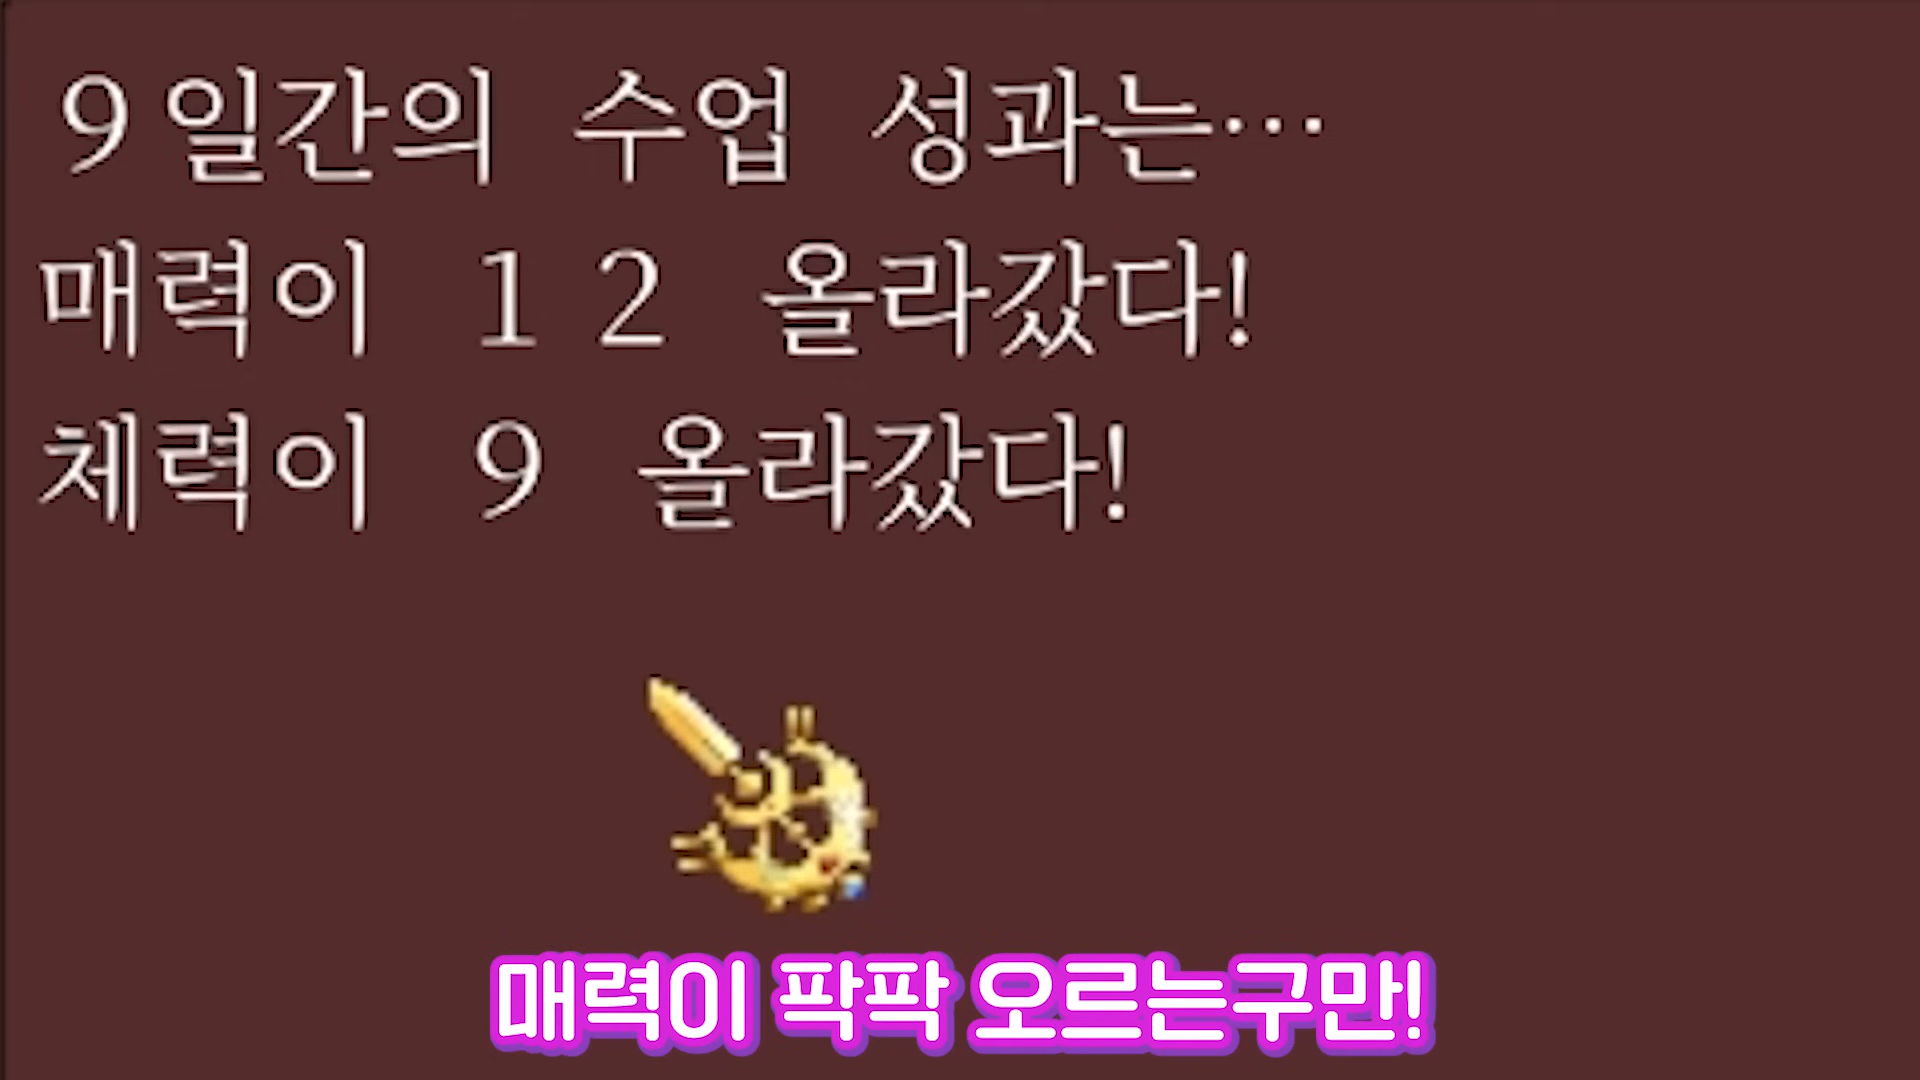 9일간의 수업 성과는…
매력이 12 올라갔다!
체력이 9 올라갔다!
매력이 팍팍 오르는구만!